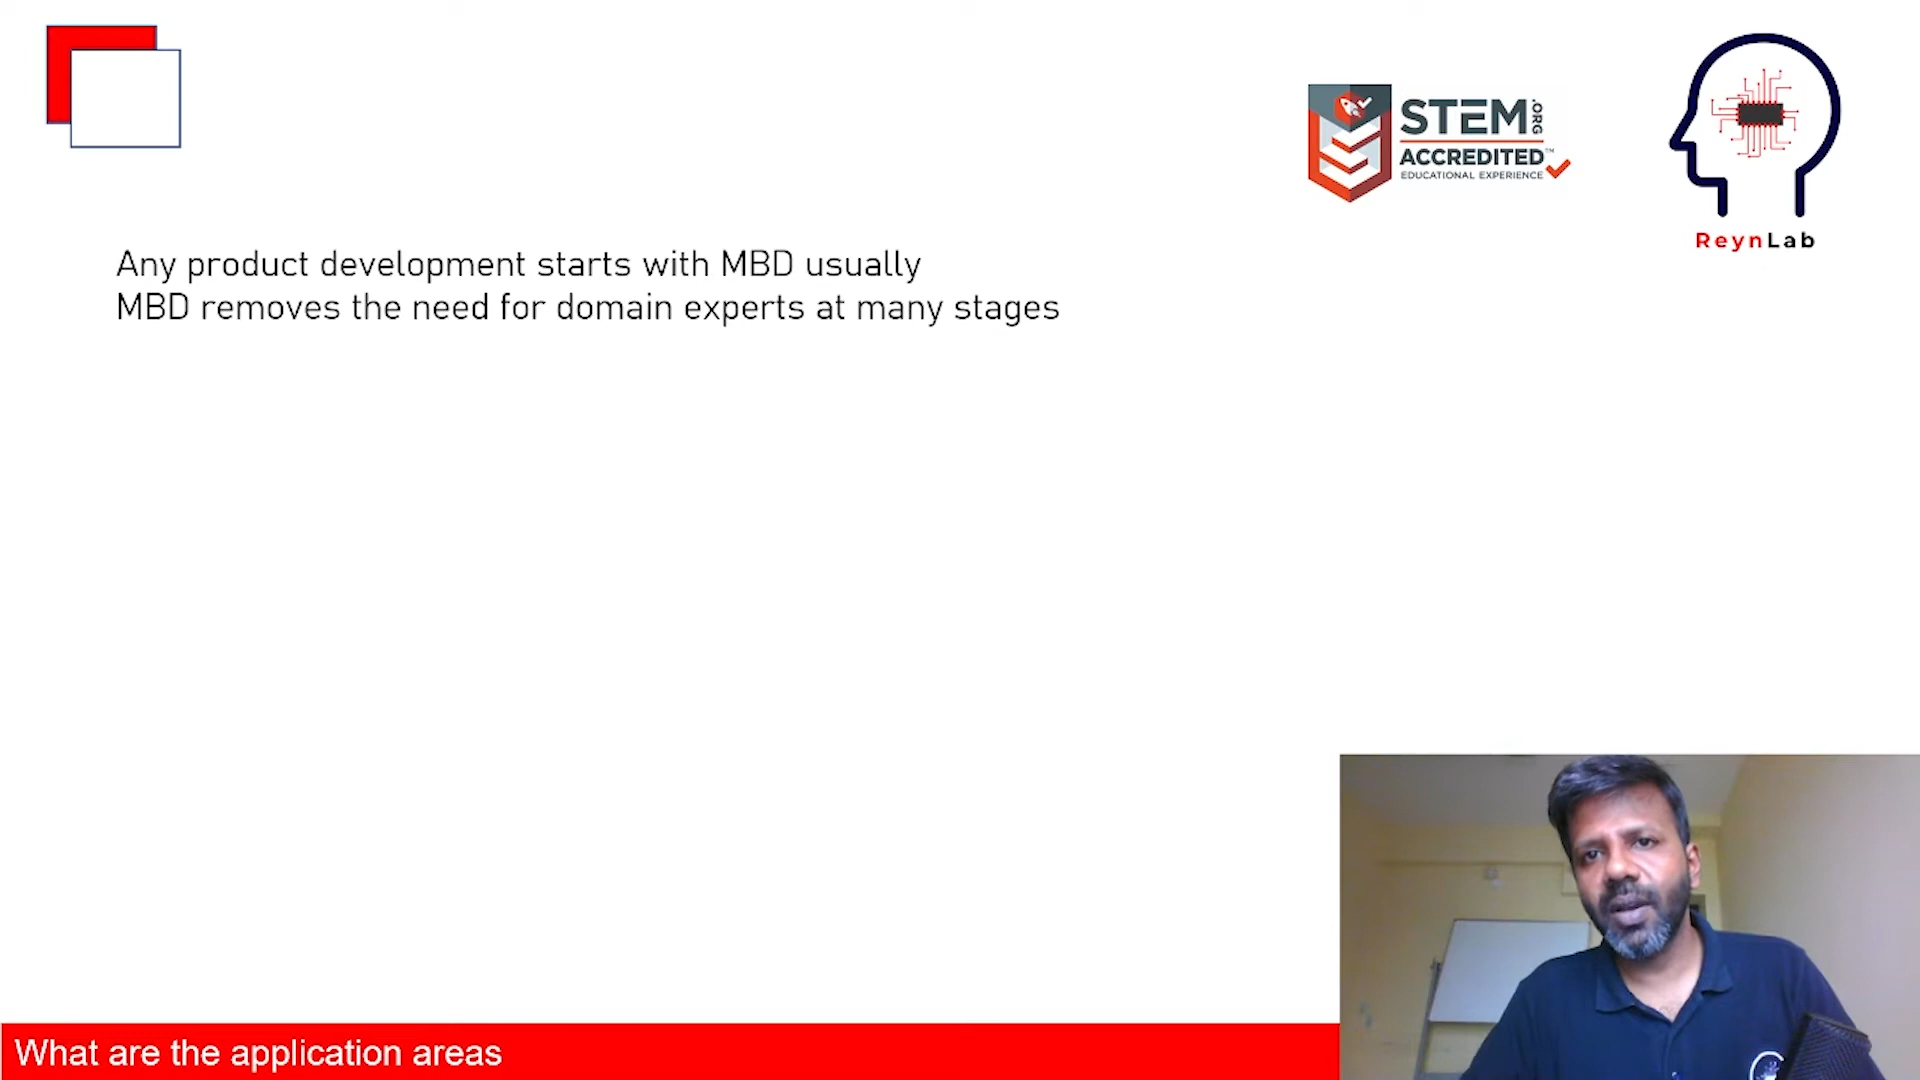 STEM.ORG
ACCREDITED™
EDUCATIONAL EXPERIENCE
ReynLab
Any product development starts with MBD usually
MBD removes the need for domain experts at many stages
What are the application areas